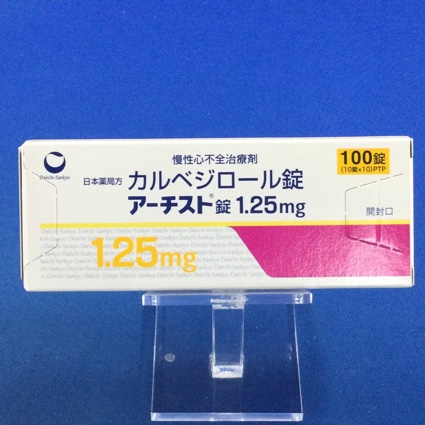 Daiichi-Sankyo
慢性心不全治療剤
日本薬局方 カルベジロール錠
アーチスト®錠 1.25mg
100錠
(10錠×10)PTP
開封口
1.25mg